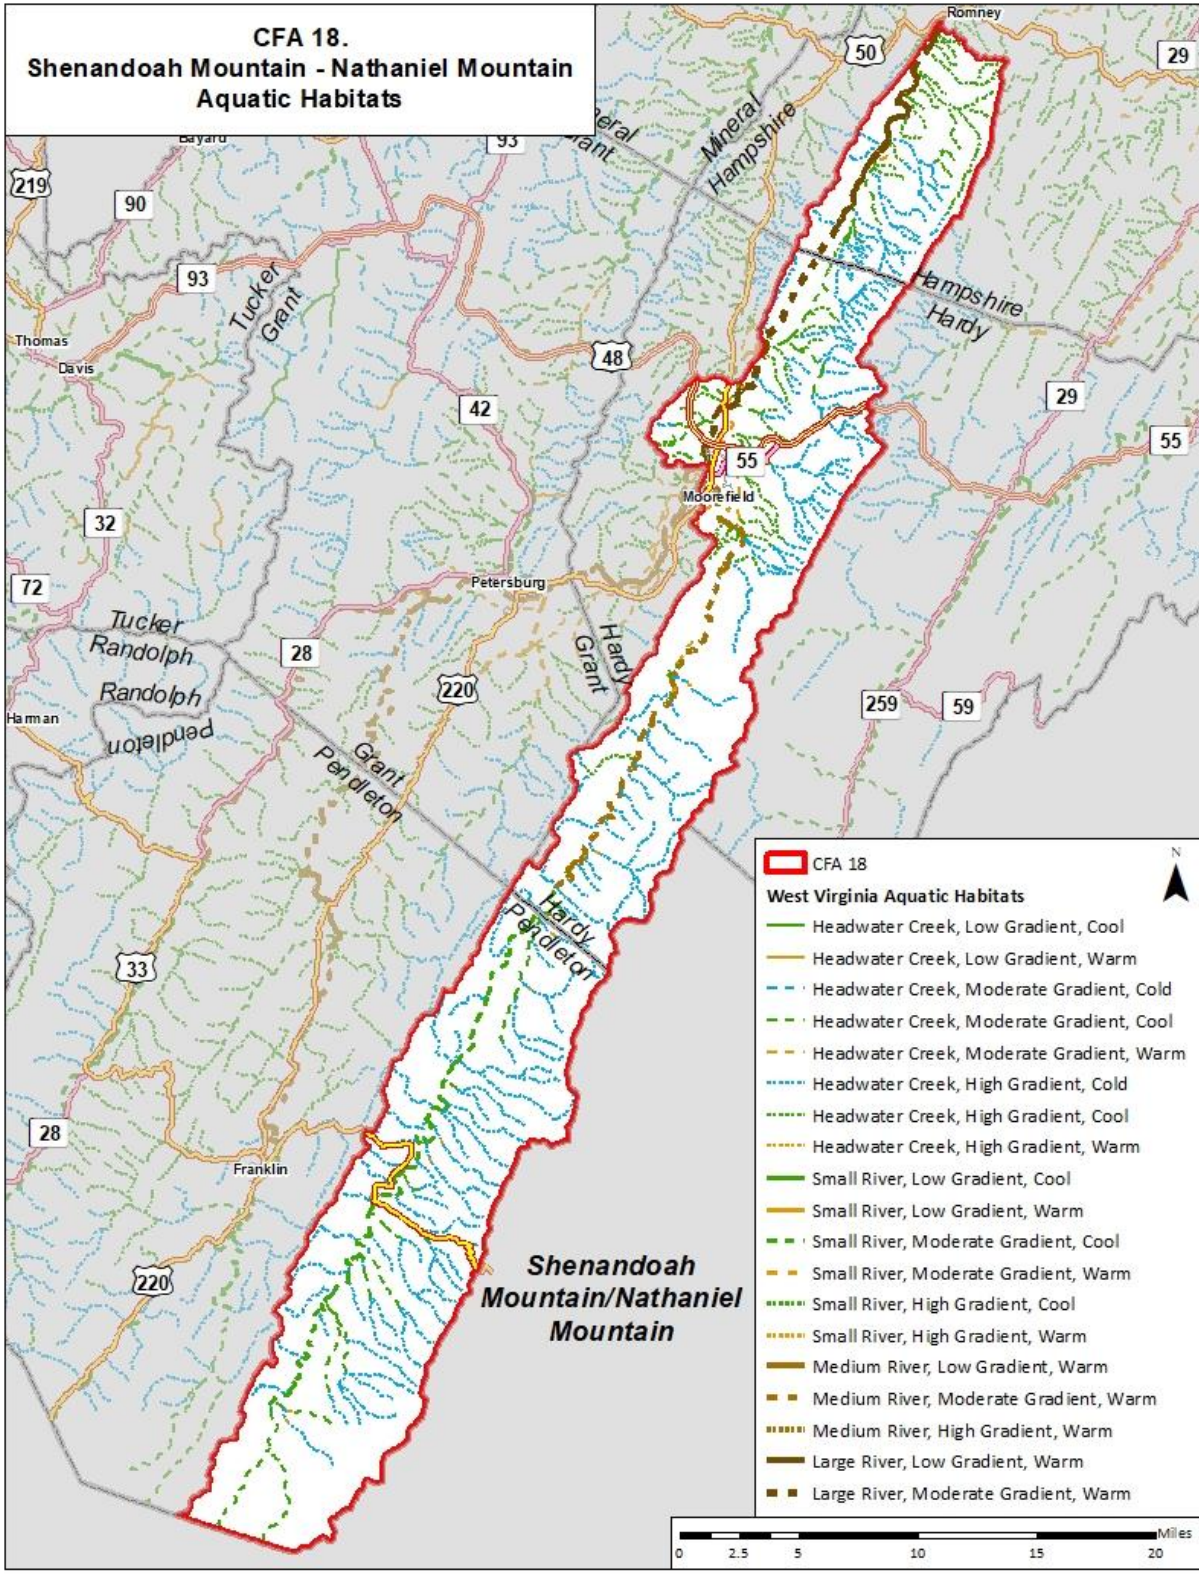 CFA 18.
Shenandoah Mountain - Nathaniel Mountain
Aquatic Habitats
Romney
50
29
Mineral
Hampshire
neral
Grant
Bayard
93
219
90
93
Tucker
Grant
Hampshire
Hardy
Thomas
Davis
48
42
29
55
55
Moorefield
32
72
Petersburg
Tucker
Randolph
Randolph
Pendleton
Harman
28
220
Hardy
Grant
259
59
Grant
Pendleton
33
Hardy
Pendleton
28
Franklin
220
Shenandoah
Mountain/Nathaniel
Mountain
CFA 18
N
West Virginia Aquatic Habitats
Headwater Creek, Low Gradient, Cool
Headwater Creek, Low Gradient, Warm
Headwater Creek, Moderate Gradient, Cold
Headwater Creek, Moderate Gradient, Cool
Headwater Creek, Moderate Gradient, Warm
Headwater Creek, High Gradient, Cold
Headwater Creek, High Gradient, Cool
Headwater Creek, High Gradient, Warm
Small River, Low Gradient, Cool
Small River, Low Gradient, Warm
Small River, Moderate Gradient, Cool
Small River, Moderate Gradient, Warm
Small River, High Gradient, Cool
Small River, High Gradient, Warm
Medium River, Low Gradient, Warm
Medium River, Moderate Gradient, Warm
Medium River, High Gradient, Warm
Large River, Low Gradient, Warm
Large River, Moderate Gradient, Warm
Miles
0 2.5 5 10 15 20